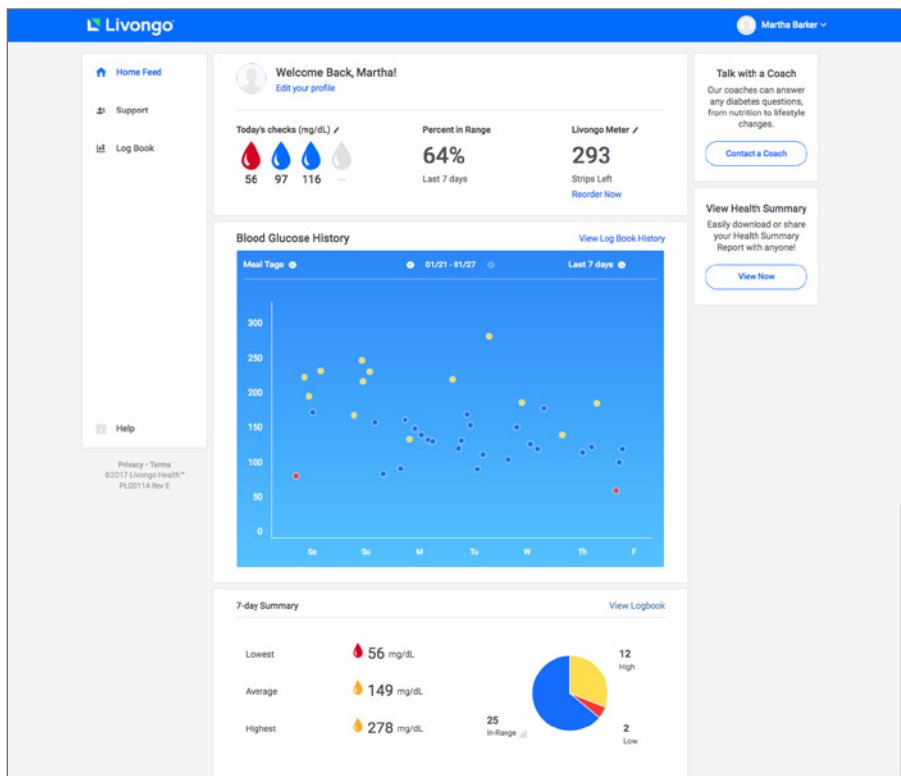 Livongo®
Martha Barker
Home Feed
Support
Log Book
Help
Privacy • Terms
©2017 Livongo Health™
PL00114 Rev E
Welcome Back, Martha!
Edit your profile
Today's checks (mg/dL)
56 97 116 —
Percent in Range
64%
Last 7 days
Livongo Meter
293
Strips Left
Reorder Now
Blood Glucose History
View Log Book History
Meal Tags
01/21 - 01/27
Last 7 days
300
250
200
150
100
50
0
Sa Su M Tu W Th F
7-day Summary
View Logbook
Lowest
56 mg/dL
Average
149 mg/dL
Highest
278 mg/dL
12
High
25
In-Range
2
Low
Talk with a Coach
Our coaches can answer
any diabetes questions,
from nutrition to lifestyle
changes.
Contact a Coach
View Health Summary
Easily download or share
your Health Summary
Report with anyone!
View Now